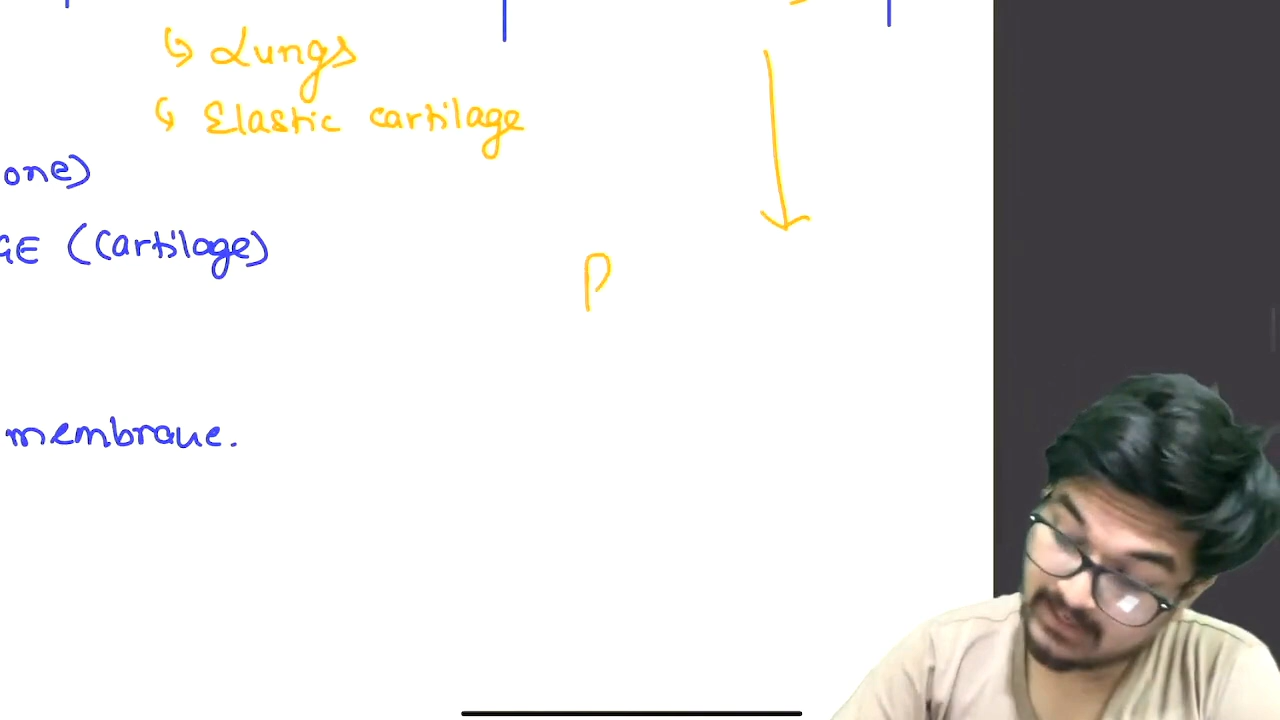 ↳ Lungs
↳ Elastic cartilage
one)
GE (Cartilage)
P
membrane.